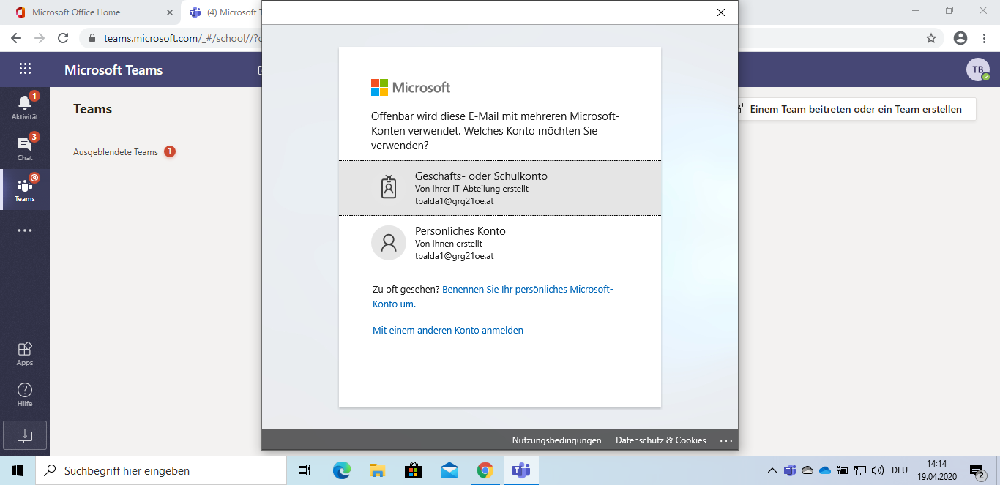 Microsoft Office Home
(4) Microsoft T
teams.microsoft.com/_#/school//?c
Microsoft Teams
TB
1
Aktivität
3
Chat
@
Teams
Apps
Hilfe
Teams
Ausgeblendete Teams 1
Einem Team beitreten oder ein Team erstellen
Microsoft
Offenbar wird diese E-Mail mit mehreren Microsoft-
Konten verwendet. Welches Konto möchten Sie
verwenden?
Geschäfts- oder Schulkonto
Von Ihrer IT-Abteilung erstellt
tbalda1@grg21oe.at
Persönliches Konto
Von Ihnen erstellt
tbalda1@grg21oe.at
Zu oft gesehen? Benennen Sie Ihr persönliches Microsoft-
Konto um.
Mit einem anderen Konto anmelden
Nutzungsbedingungen Datenschutz & Cookies
Suchbegriff hier eingeben
DEU
14:14
19.04.2020
2